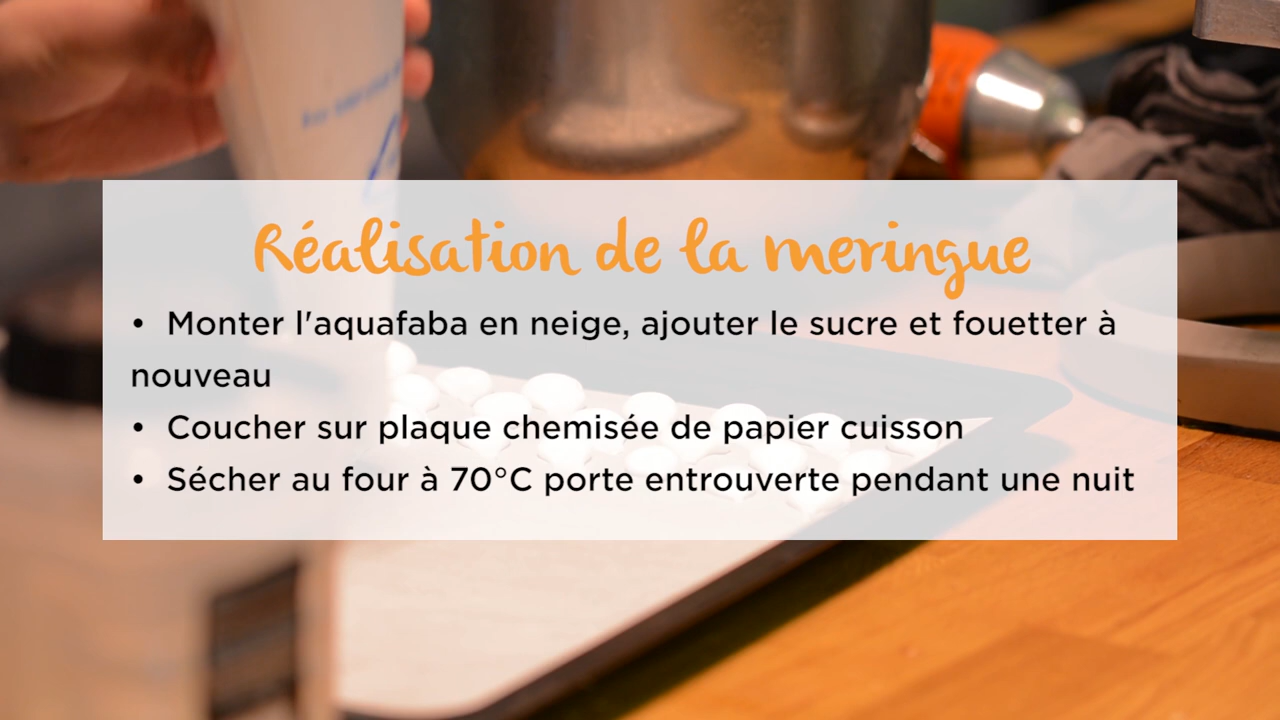 Réalisation de la meringue
• Monter l'aquafaba en neige, ajouter le sucre et fouetter à
nouveau
• Coucher sur plaque chemisée de papier cuisson
• Sécher au four à 70°C porte entrouverte pendant une nuit